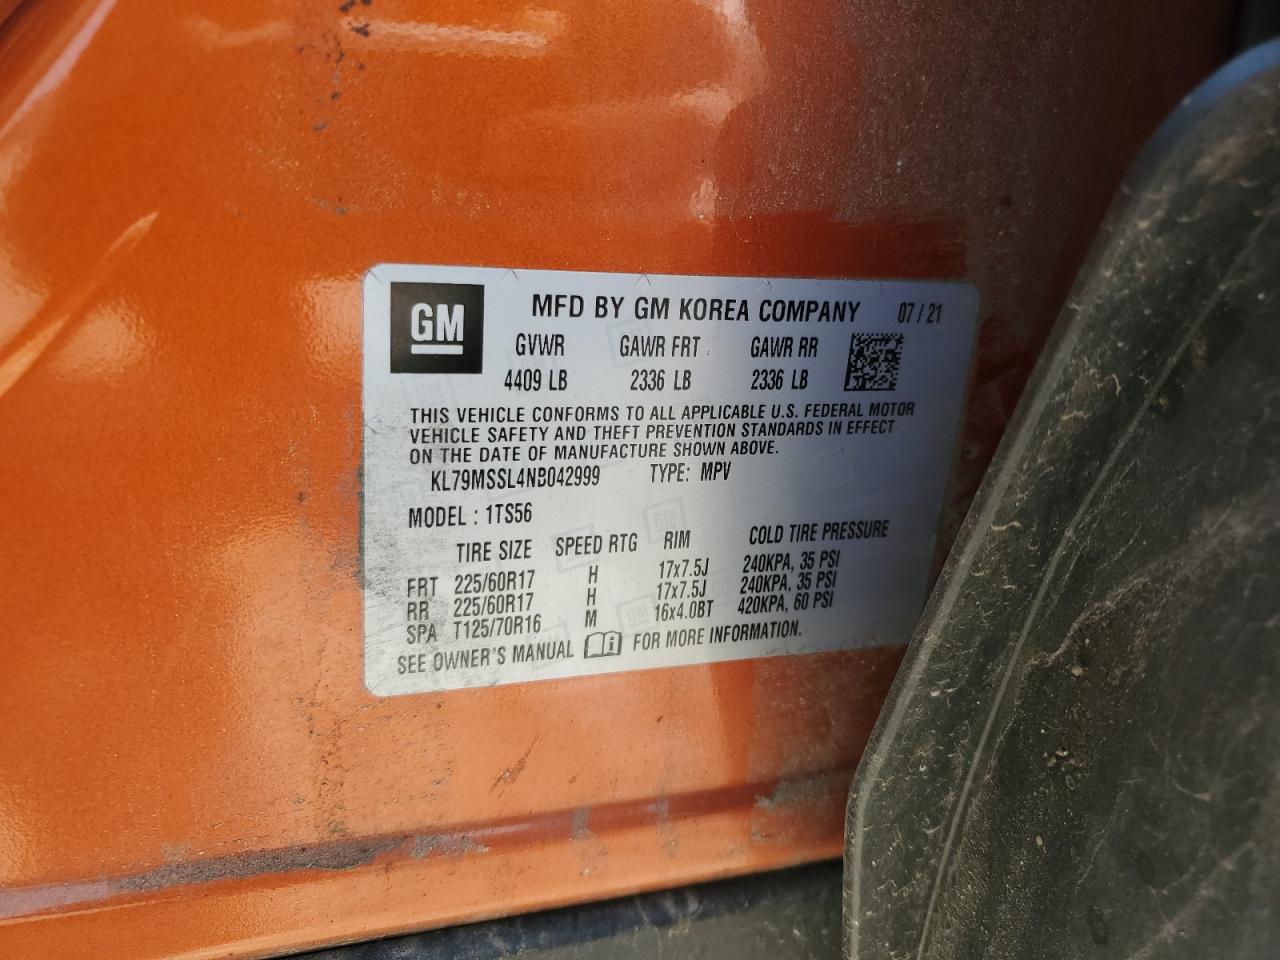 GM
MFD BY GM KOREA COMPANY 07 / 21
GVWR GAWR FRT GAWR RR
4409 LB 2336 LB 2336 LB
THIS VEHICLE CONFORMS TO ALL APPLICABLE U.S. FEDERAL MOTOR
VEHICLE SAFETY AND THEFT PREVENTION STANDARDS IN EFFECT
ON THE DATE OF MANUFACTURE SHOWN ABOVE.
KL79MSSL4NB042999 TYPE: MPV
MODEL : 1TS56
TIRE SIZE SPEED RTG RIM COLD TIRE PRESSURE
FRT 225/60R17 H 17x7.5J 240KPA, 35 PSI
RR 225/60R17 H 17x7.5J 240KPA, 35 PSI
SPA T125/70R16 M 16x4.0BT 420KPA, 60 PSI
SEE OWNER'S MANUAL FOR MORE INFORMATION.